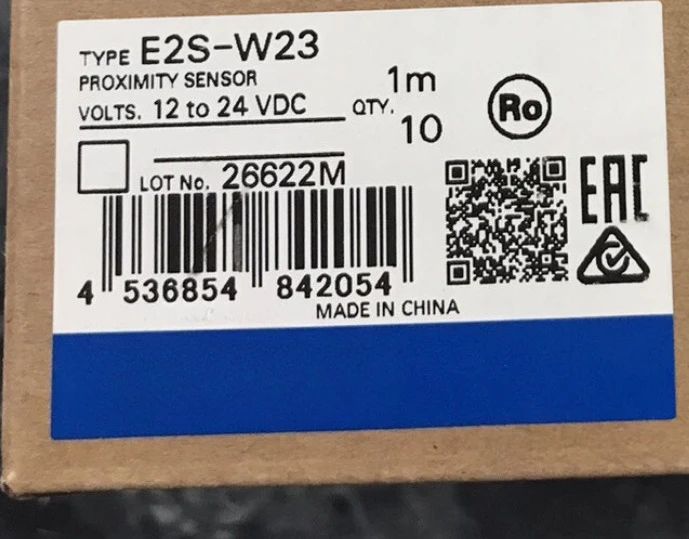 TYPE E2S-W23
PROXIMITY SENSOR
1m
VOLTS. 12 to 24 VDC
QTY.
10
Ro
LOT No. 26622M
EAC
4 536854 842054
MADE IN CHINA